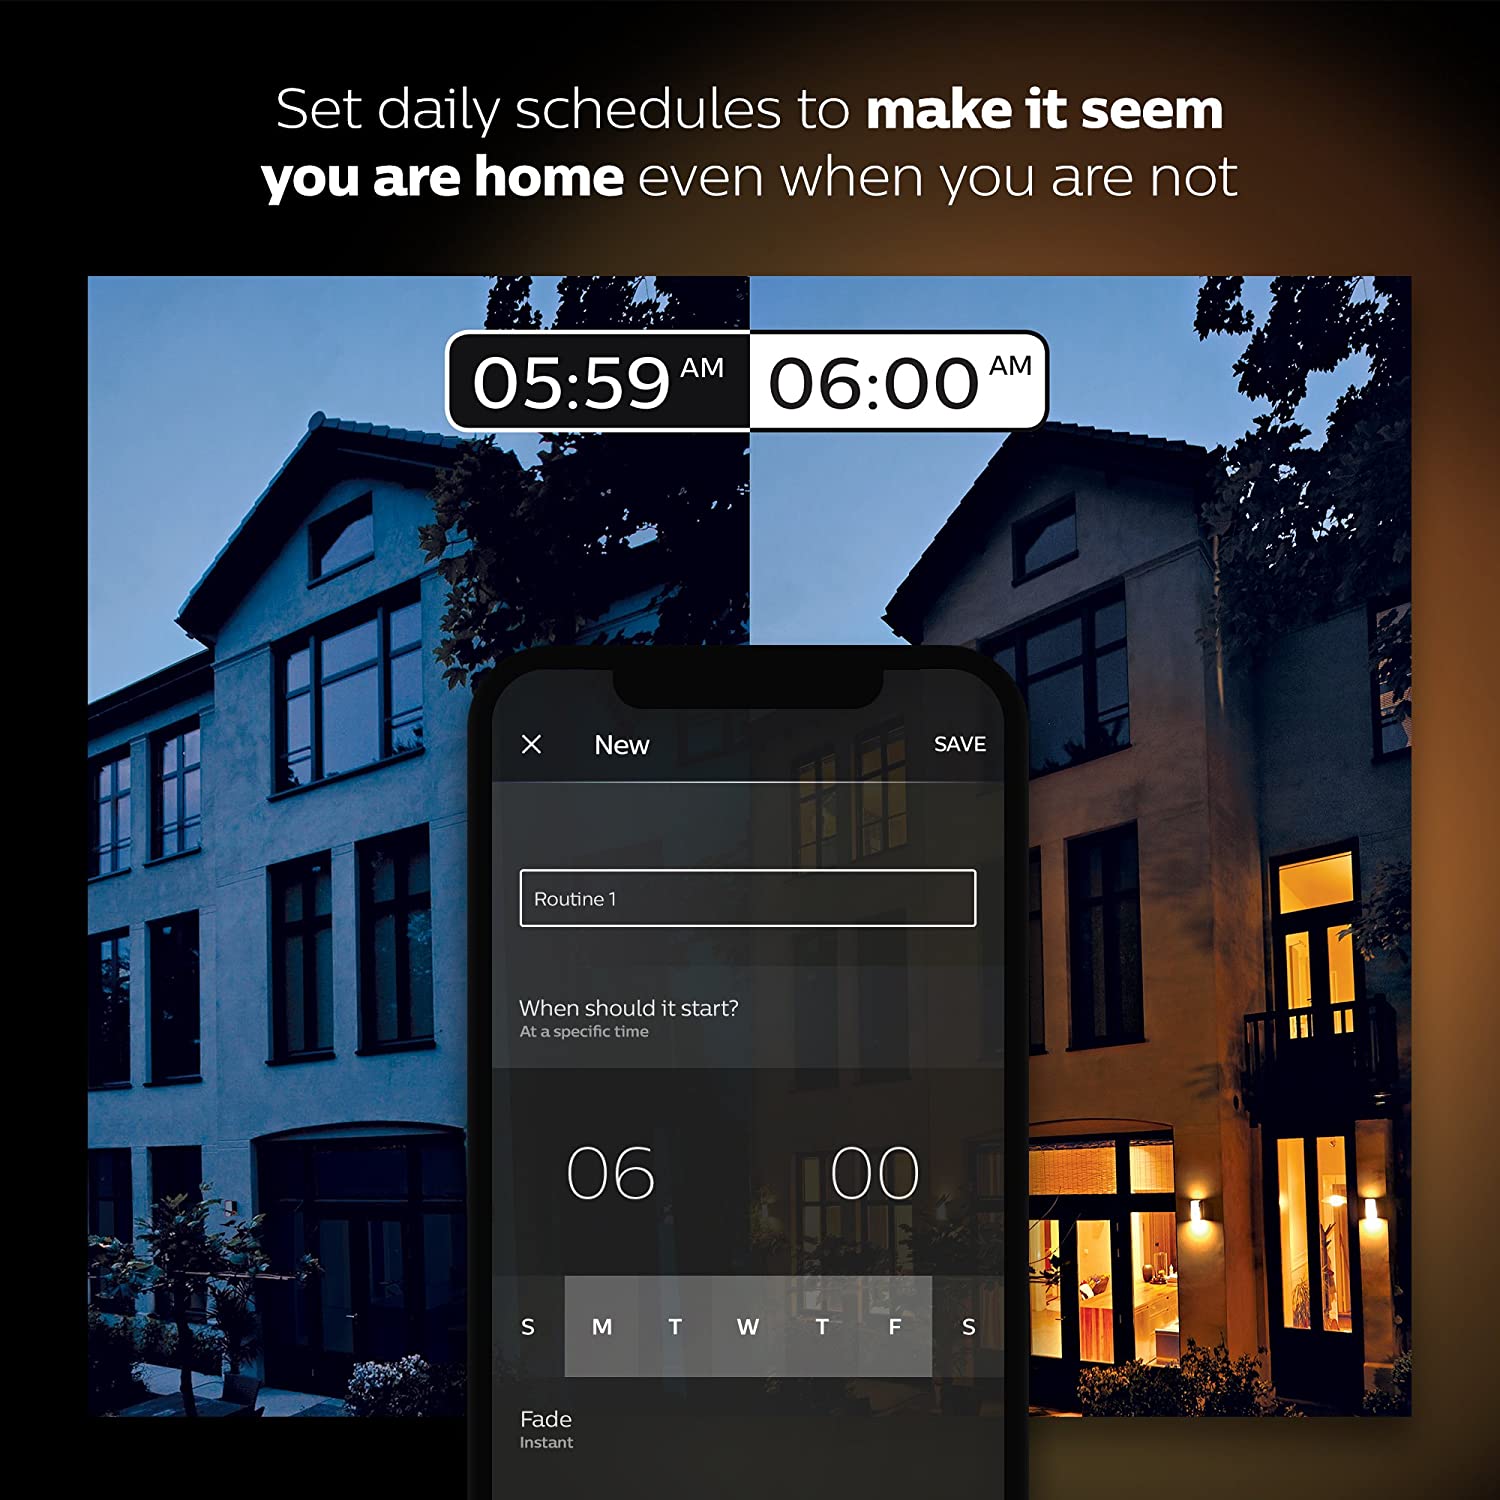 Set daily schedules to make it seem
you are home even when you are not
05:59 AM 06:00 AM
New SAVE
Routine 1
When should it start?
At a specific time
06 00
S M T W T F S
Fade
Instant